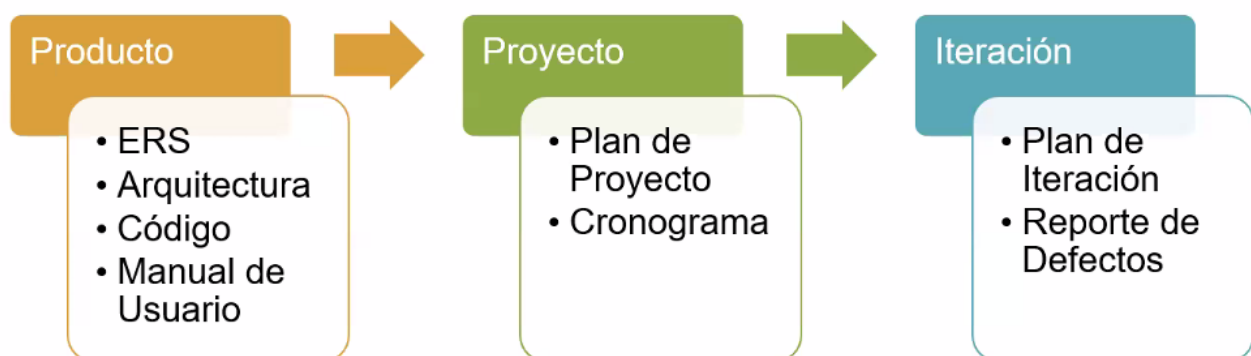 Producto
• ERS
• Arquitectura
• Código
• Manual de
Usuario
Proyecto
• Plan de
Proyecto
• Cronograma
Iteración
• Plan de
Iteración
• Reporte de
Defectos